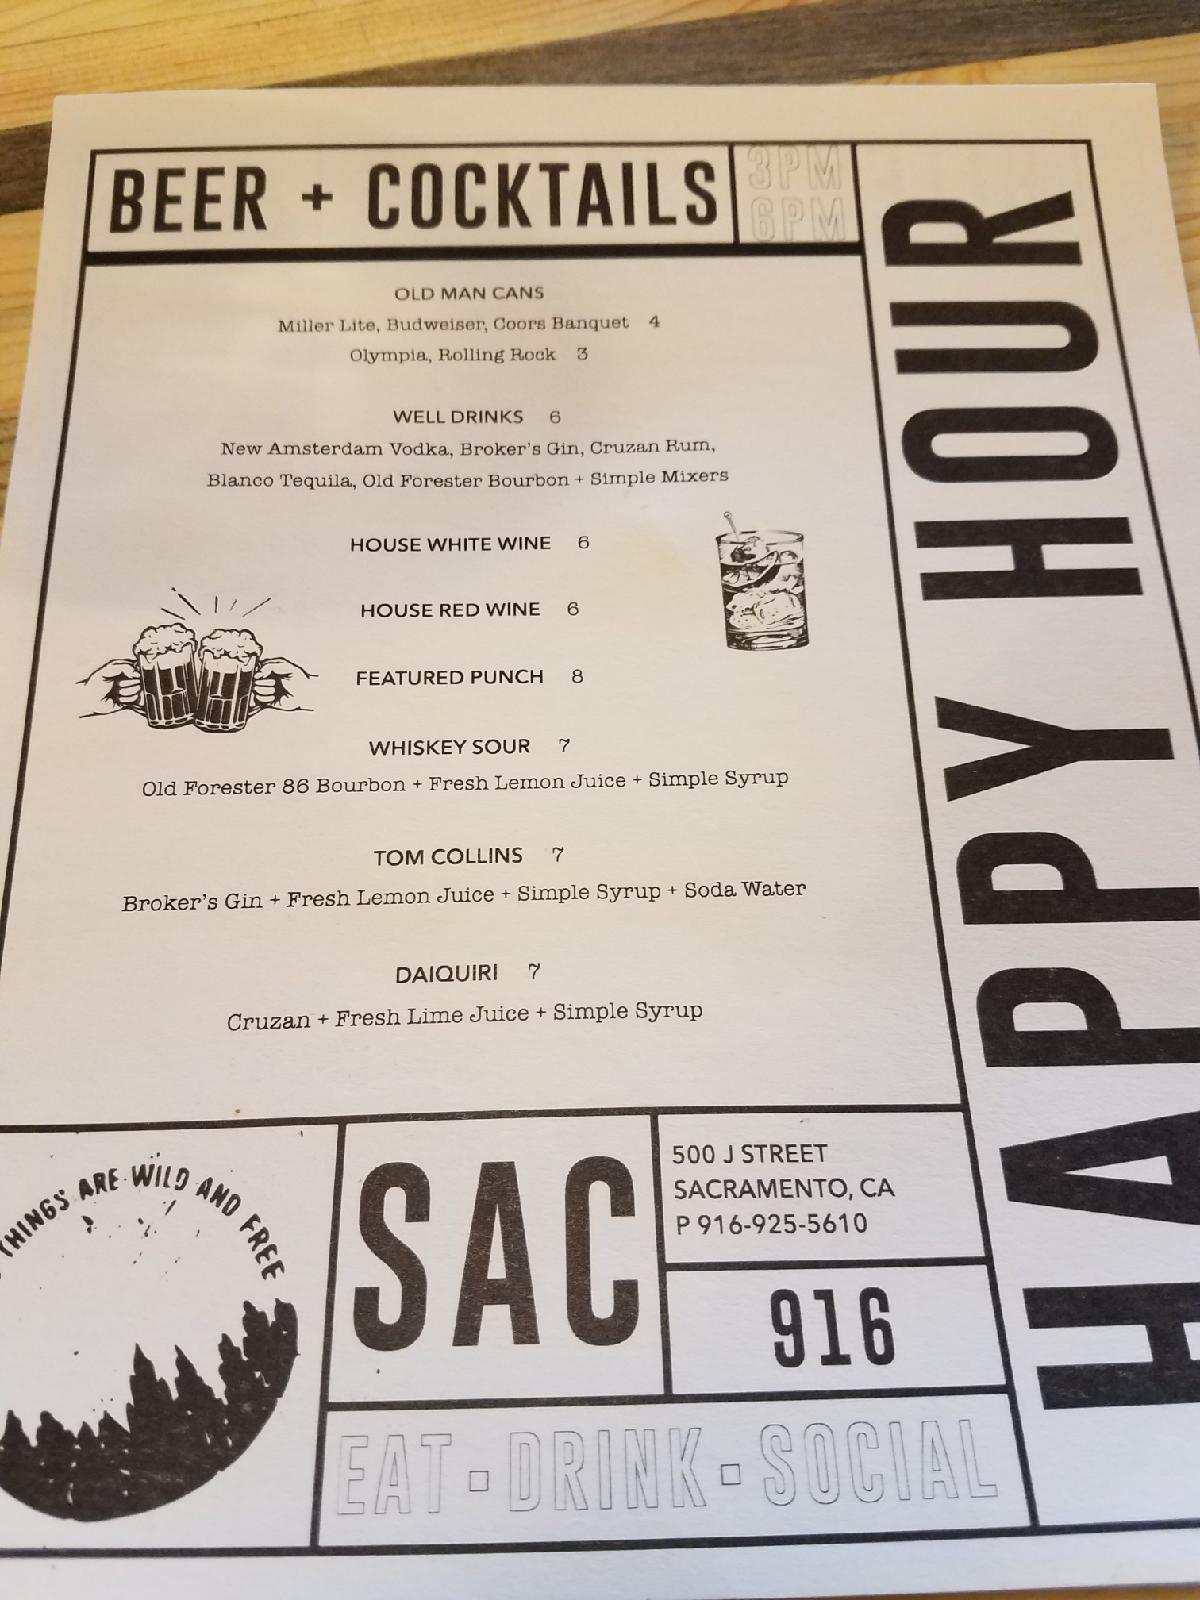 BEER + COCKTAILS
3PM
6PM
HAPPY HOUR
OLD MAN CANS
Miller Lite, Budweiser, Coors Banquet 4
Olympia, Rolling Rock 3
WELL DRINKS 6
New Amsterdam Vodka, Broker's Gin, Cruzan Rum,
Blanco Tequila, Old Forester Bourbon + Simple Mixers
HOUSE WHITE WINE 6
HOUSE RED WINE 6
FEATURED PUNCH 8
WHISKEY SOUR 7
Old Forester 86 Bourbon + Fresh Lemon Juice + Simple Syrup
TOM COLLINS 7
Broker's Gin + Fresh Lemon Juice + Simple Syrup + Soda Water
DAIQUIRI 7
Cruzan + Fresh Lime Juice + Simple Syrup
THINGS ARE WILD AND FREE
SAC
500 J STREET
SACRAMENTO, CA
P 916-925-5610
916
EAT DRINK SOCIAL